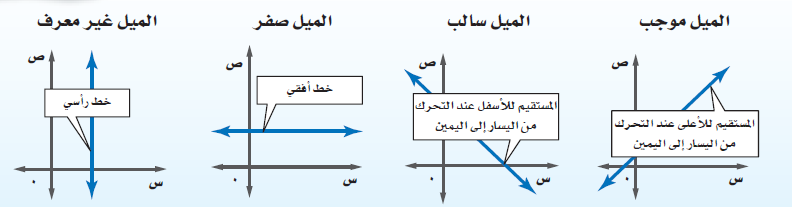 الميل موجب
ص
المستقيم للأعلى عند التحرك
من اليسار إلى اليمين
س
٠
الميل سالب
ص
المستقيم للأسفل عند التحرك
من اليسار إلى اليمين
س
٠
الميل صفر
ص
خط أفقي
س
٠
الميل غير معرف
ص
خط رأسي
س
٠